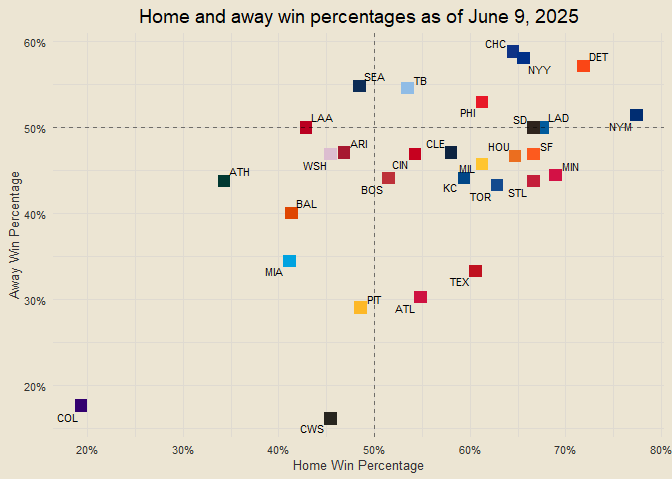 Home and away win percentages as of June 9, 2025
60%
50%
40%
30%
20%
Away Win Percentage
CHC
NYY
DET
SEA
TB
PHI
LAA
SD
LAD
NYM
ARI
WSH
CLE
CIN
HOU
SF
MIL
MIN
ATH
BOS
KC
TOR
STL
BAL
MIA
TEX
PIT
ATL
COL
CWS
20%
30%
40%
50%
60%
70%
80%
Home Win Percentage